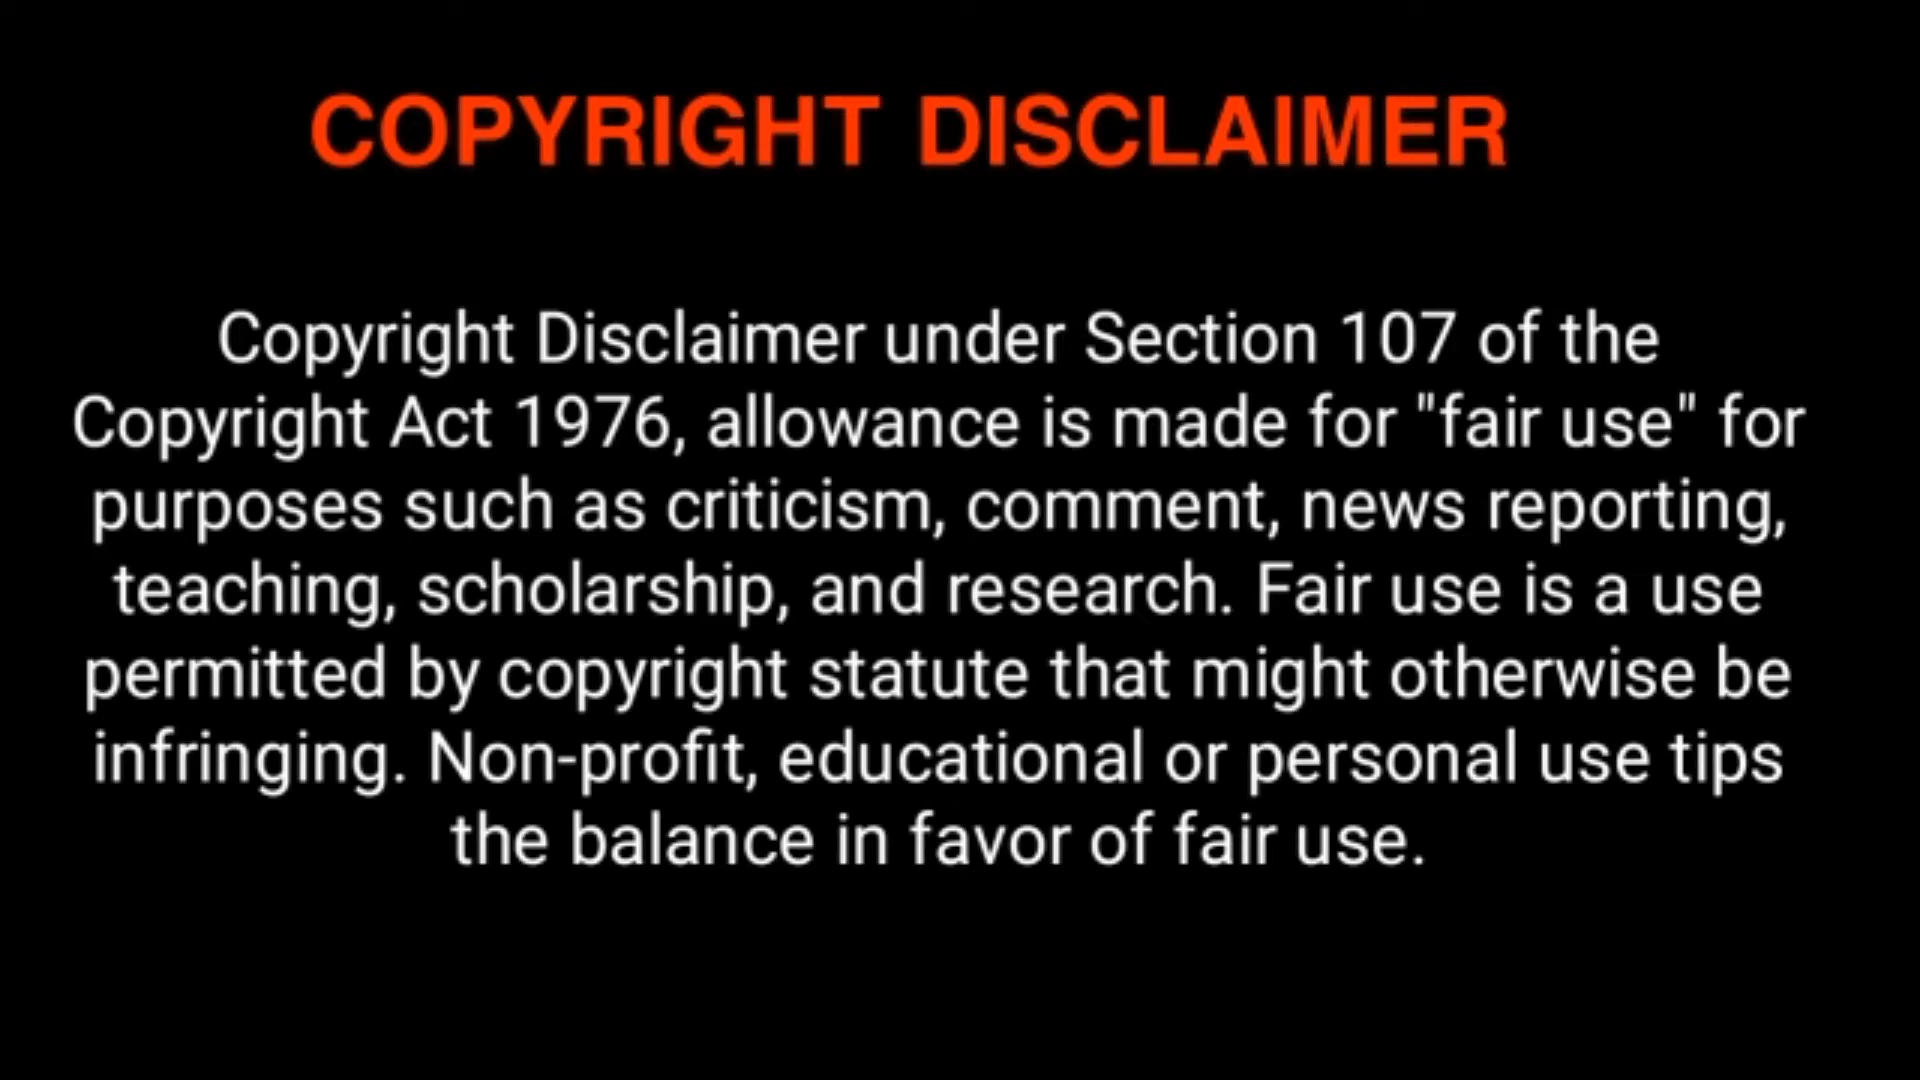 COPYRIGHT DISCLAIMER
Copyright Disclaimer under Section 107 of the
Copyright Act 1976, allowance is made for "fair use" for
purposes such as criticism, comment, news reporting,
teaching, scholarship, and research. Fair use is a use
permitted by copyright statute that might otherwise be
infringing. Non-profit, educational or personal use tips
the balance in favor of fair use.